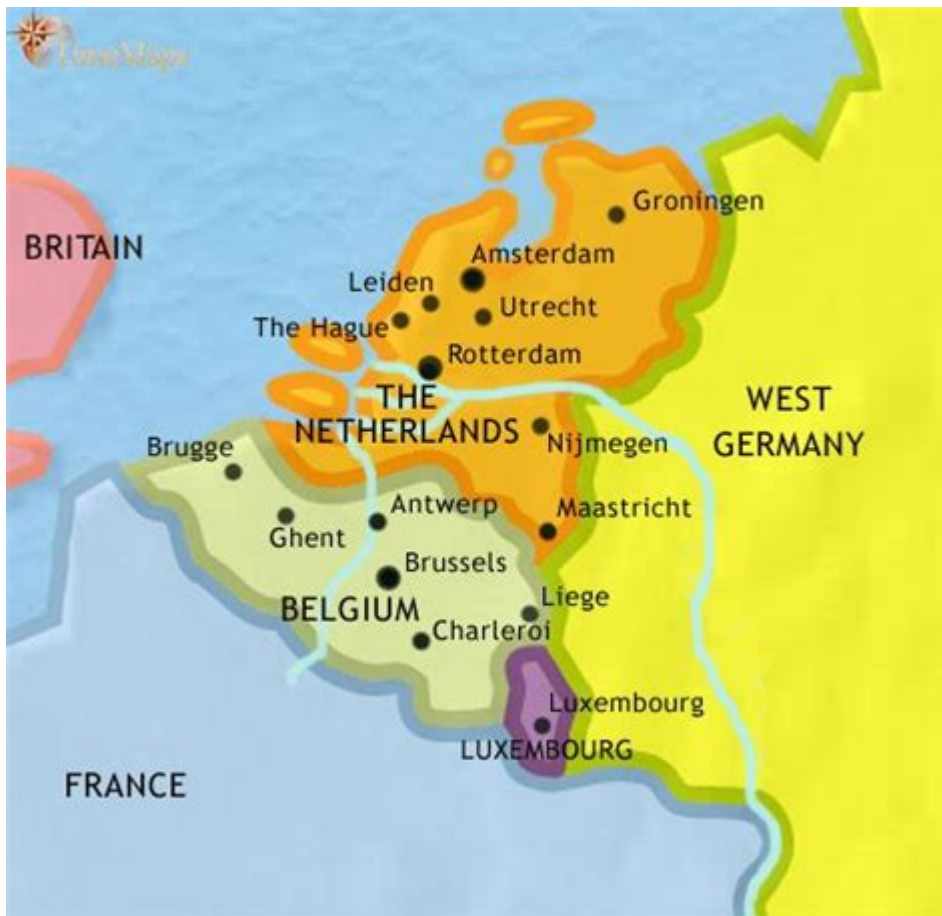 TimeMaps
Groningen
BRITAIN
Amsterdam
Leiden
Utrecht
The Hague
Rotterdam
THE
NETHERLANDS
WEST
GERMANY
Brugge
Nijmegen
Antwerp
Maastricht
Ghent
Brussels
BELGIUM
Liege
Charleroi
Luxembourg
LUXEMBOURG
FRANCE